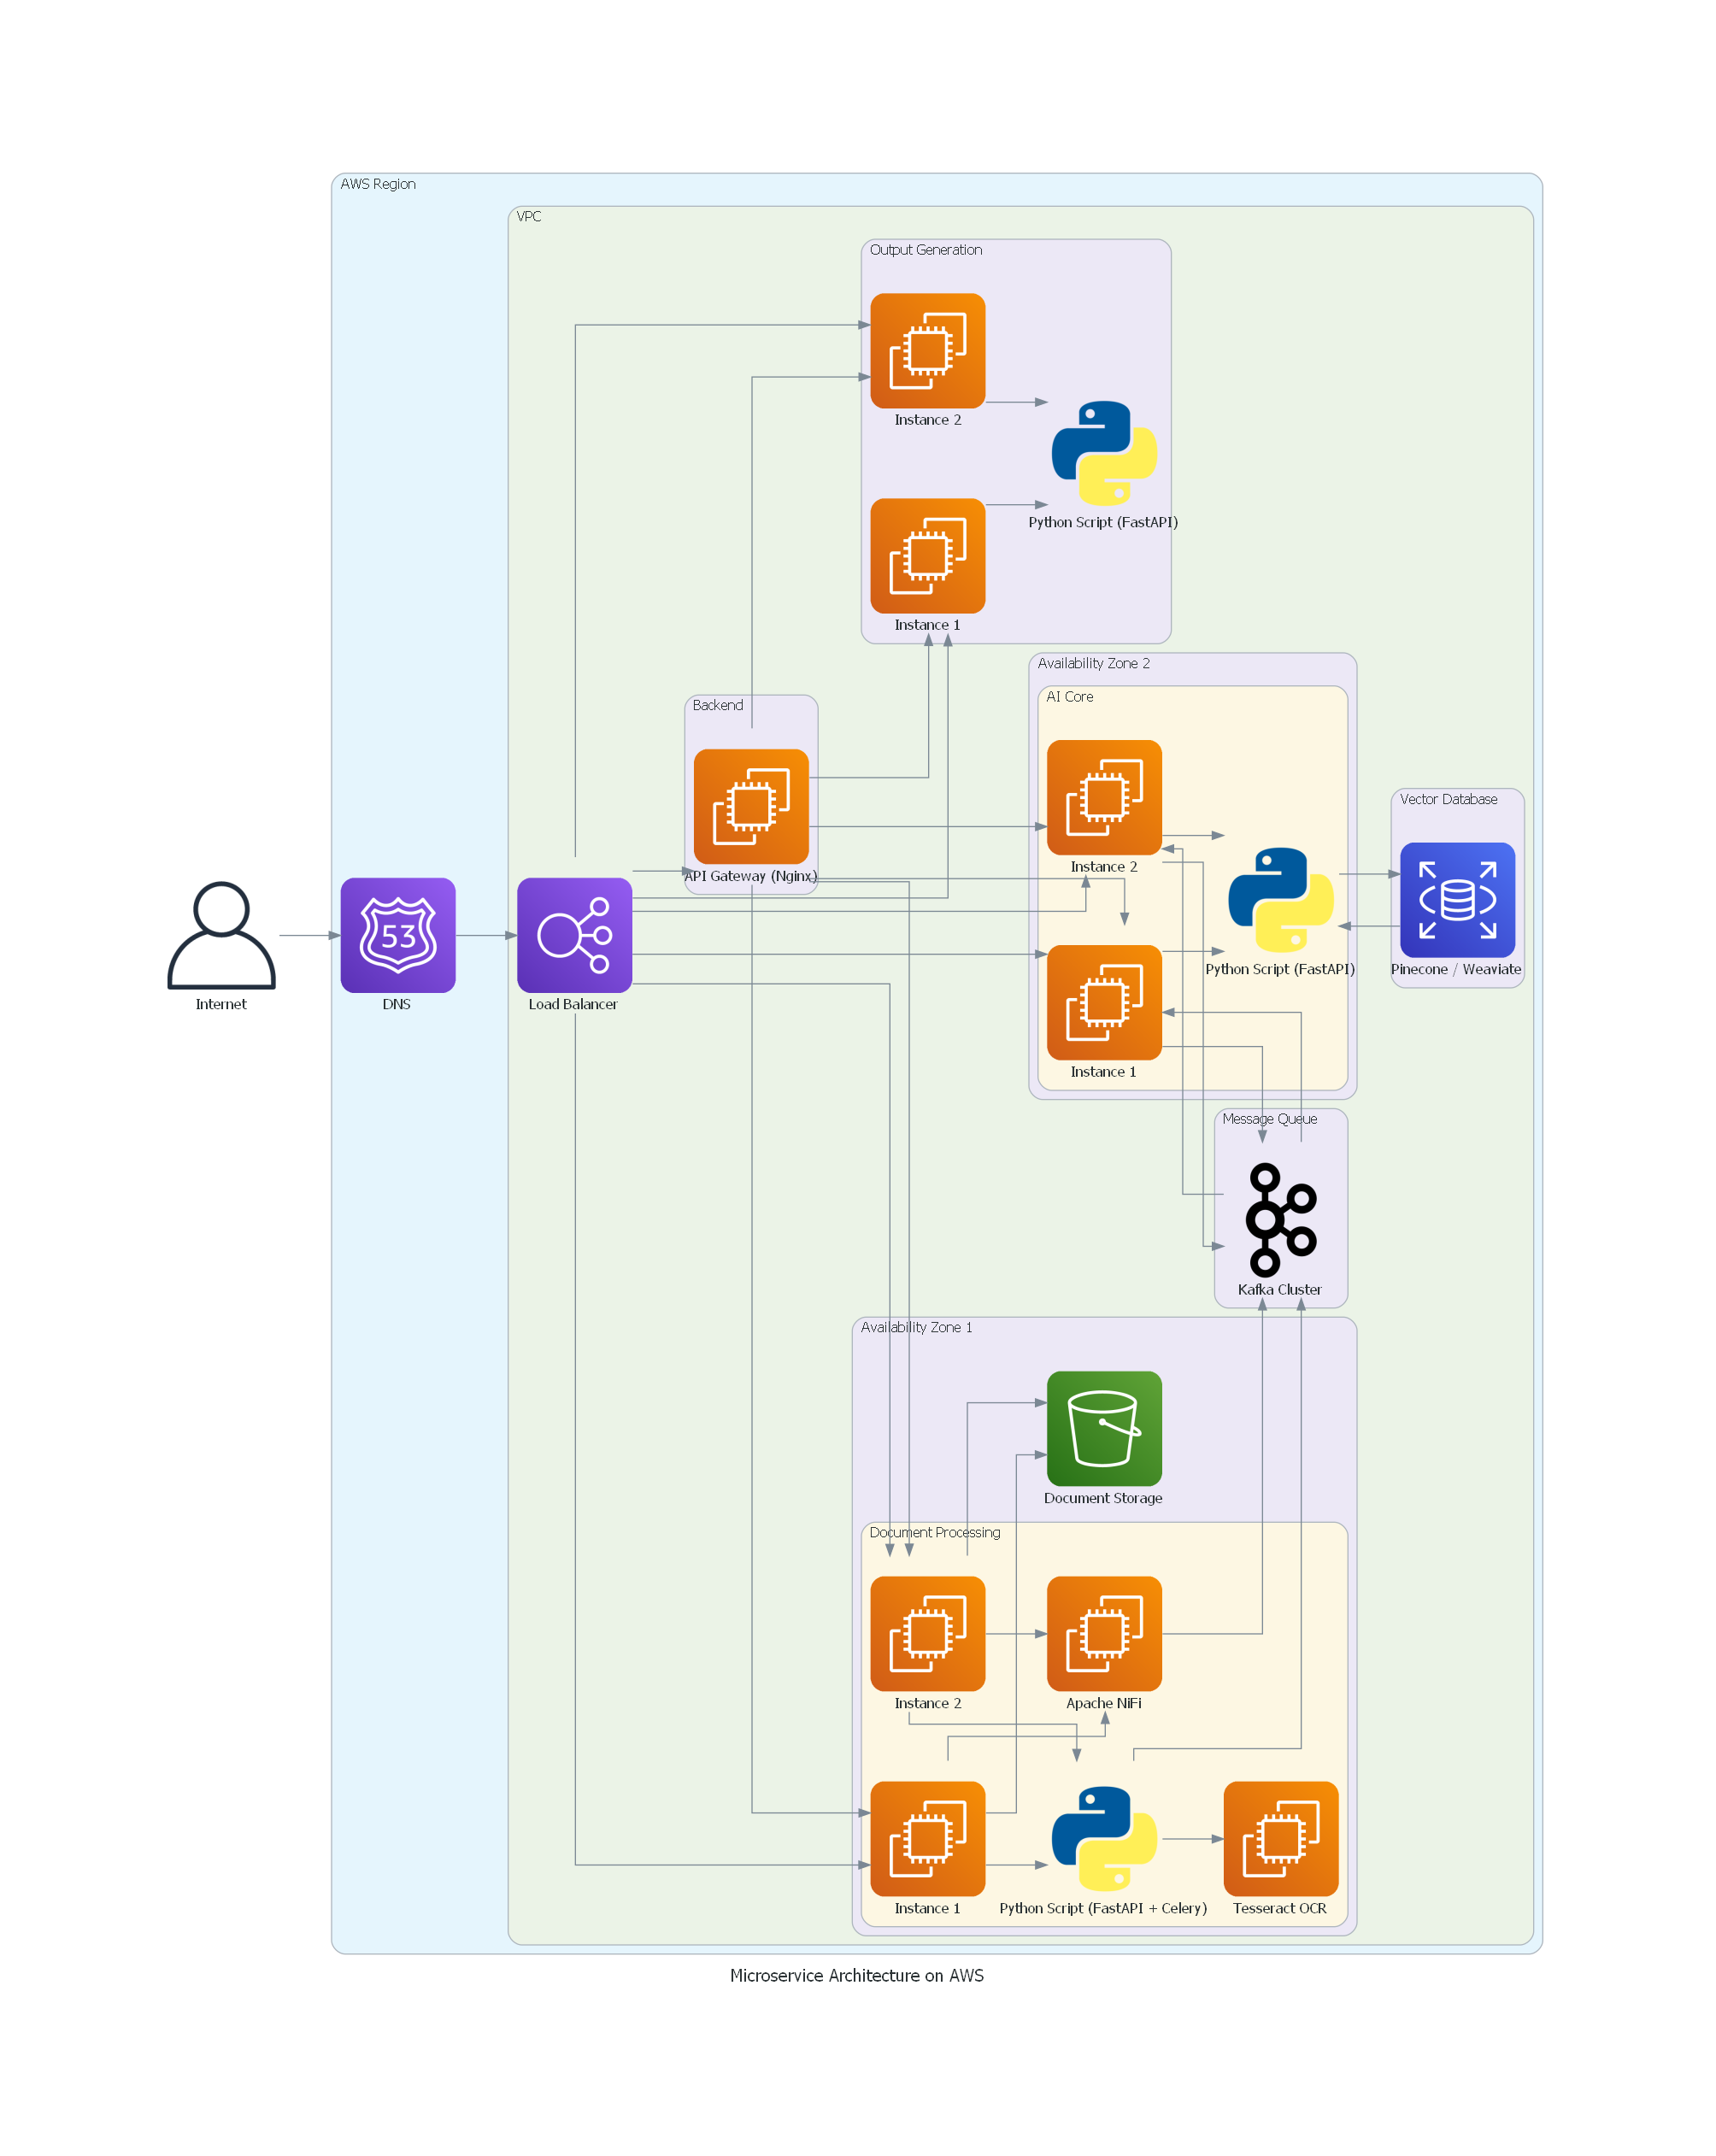 AWS Region
VPC
Output Generation
Instance 2
Python Script (FastAPI)
Instance 1
Availability Zone 2
AI Core
Backend
Vector Database
Instance 2
API Gateway (Nginx)
53
Python Script (FastAPI)
Pinecone / Weaviate
Internet
DNS
Load Balancer
Instance 1
Message Queue
Kafka Cluster
Availability Zone 1
Document Storage
Document Processing
Instance 2
Apache NiFi
Instance 1
Python Script (FastAPI + Celery)
Tesseract OCR
Microservice Architecture on AWS